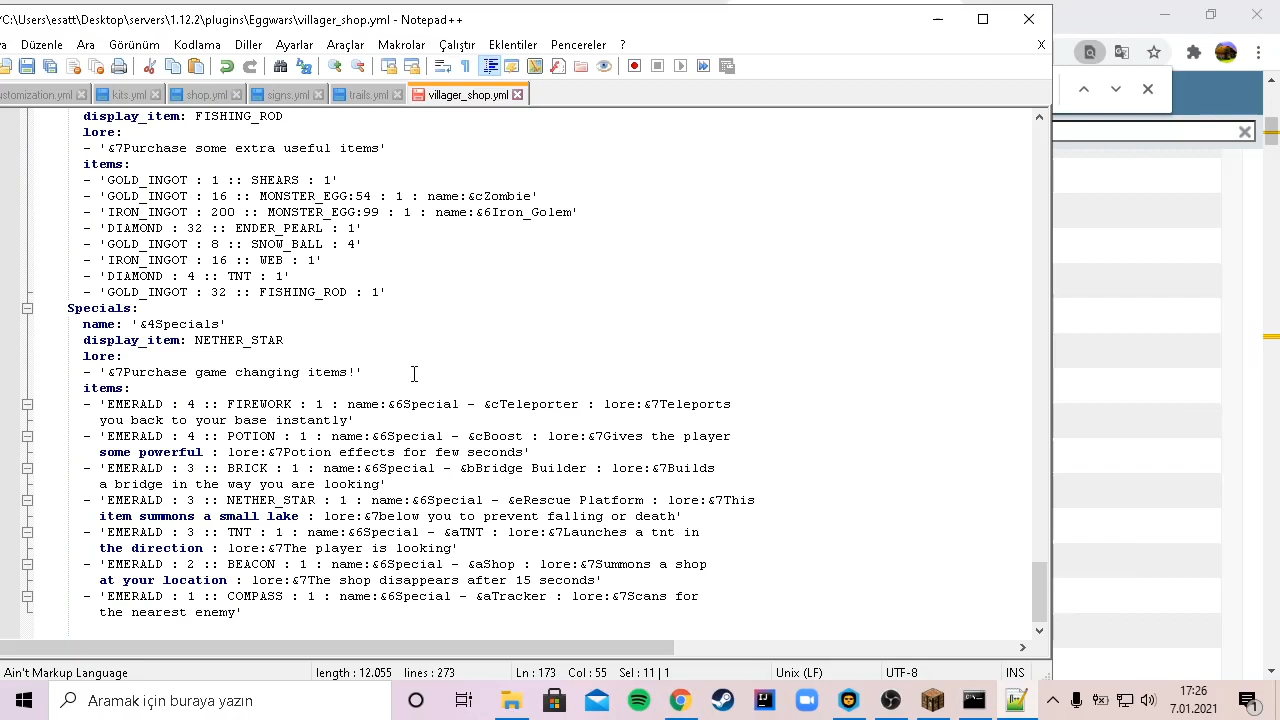 C:\Users\esatt\Desktop\servers\1.12.2\plugins\Eggwars\villager_shop.yml - Notepad++
Düzenle Ara Görünüm Kodlama Diller Ayarlar Araçlar Makrolar Çalıştır Eklentiler Pencereler ? X
ustomization.yml kits.yml shop.yml signs.yml trails.yml villager_shop.yml
display_item: FISHING_ROD
lore:
- '&7Purchase some extra useful items'
items:
- 'GOLD_INGOT : 1 :: SHEARS : 1'
- 'GOLD_INGOT : 16 :: MONSTER_EGG:54 : 1 : name:&cZombie'
- 'IRON_INGOT : 200 :: MONSTER_EGG:99 : 1 : name:&6Iron_Golem'
- 'DIAMOND : 32 :: ENDER_PEARL : 1'
- 'GOLD_INGOT : 8 :: SNOW_BALL : 4'
- 'IRON_INGOT : 16 :: WEB : 1'
- 'DIAMOND : 4 :: TNT : 1'
- 'GOLD_INGOT : 32 :: FISHING_ROD : 1'
Specials:
name: '&4Specials'
display_item: NETHER_STAR
lore:
- '&7Purchase game changing items!'
items:
- 'EMERALD : 4 :: FIREWORK : 1 : name:&6Special - &cTeleporter : lore:&7Teleports
you back to your base instantly'
- 'EMERALD : 4 :: POTION : 1 : name:&6Special - &cBoost : lore:&7Gives the player
some powerful : lore:&7Potion effects for few seconds'
- 'EMERALD : 3 :: BRICK : 1 : name:&6Special - &bBridge Builder : lore:&7Builds
a bridge in the way you are looking'
- 'EMERALD : 3 :: NETHER_STAR : 1 : name:&6Special - &eRescue Platform : lore:&7This
item summons a small lake : lore:&7below you to prevent falling or death'
- 'EMERALD : 3 :: TNT : 1 : name:&6Special - &aTNT : lore:&7Launches a tnt in
the direction : lore:&7The player is looking'
- 'EMERALD : 2 :: BEACON : 1 : name:&6Special - &aShop : lore:&7Summons a shop
at your location : lore:&7The shop disappears after 15 seconds'
- 'EMERALD : 1 :: COMPASS : 1 : name:&6Special - &aTracker : lore:&7Scans for
the nearest enemy'
Ain't Markup Language length : 12.055 lines : 273 Ln : 173 Col : 55 Sel : 11 | 1 Unix (LF) UTF-8 INS
Aramak için buraya yazın
17:26
7.01.2021
1